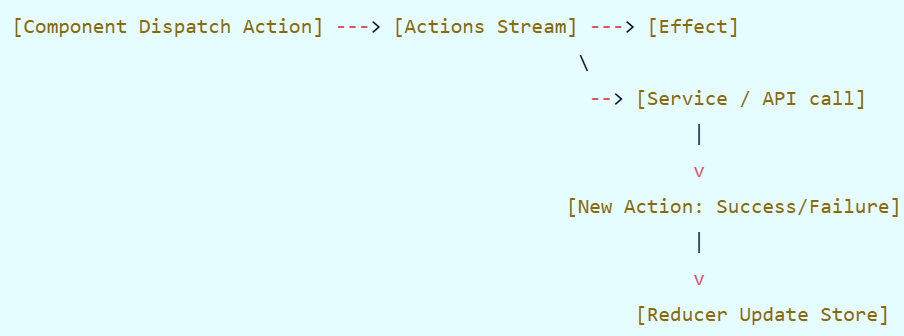 [Component Dispatch Action] ---> [Actions Stream] ---> [Effect]
\
--> [Service / API call]
|
v
[New Action: Success/Failure]
|
v
[Reducer Update Store]